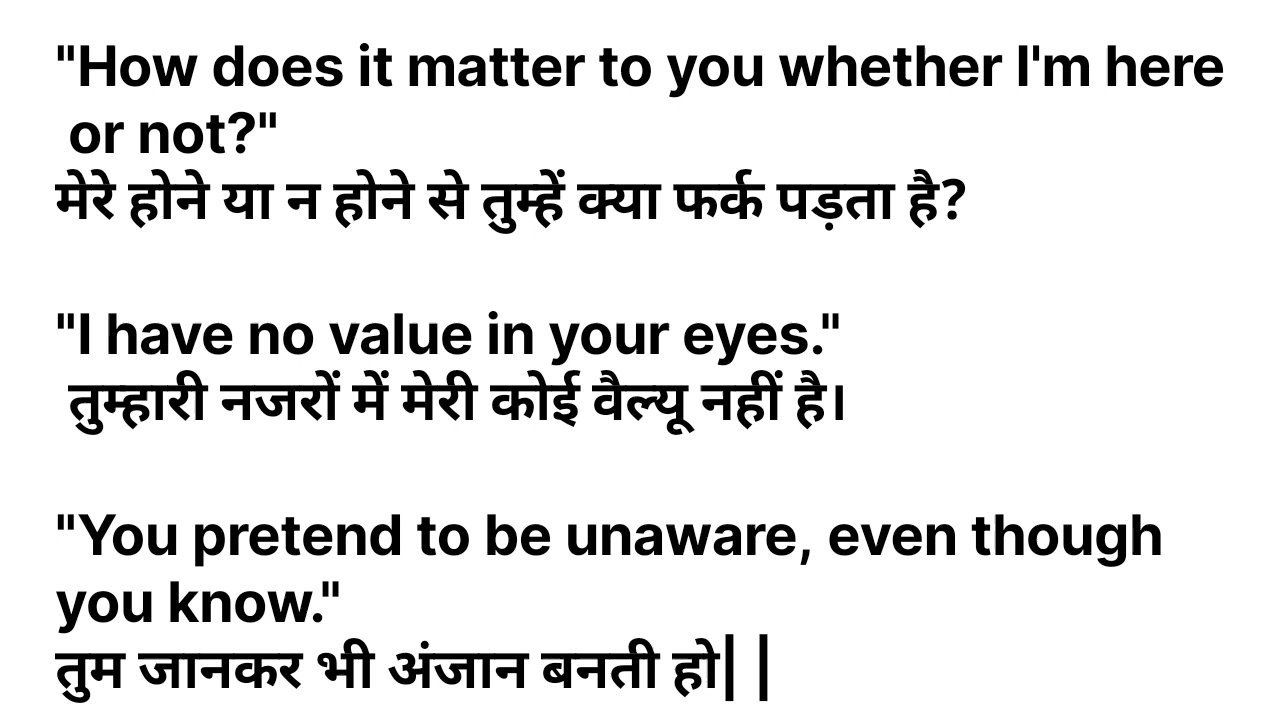 "How does it matter to you whether I'm here
or not?"
मेरे होने या न होने से तुम्हें क्या फर्क पड़ता है?
"I have no value in your eyes."
तुम्हारी नजरों में मेरी कोई वैल्यू नहीं है।
"You pretend to be unaware, even though
you know."
तुम जानकर भी अंजान बनती हो| |